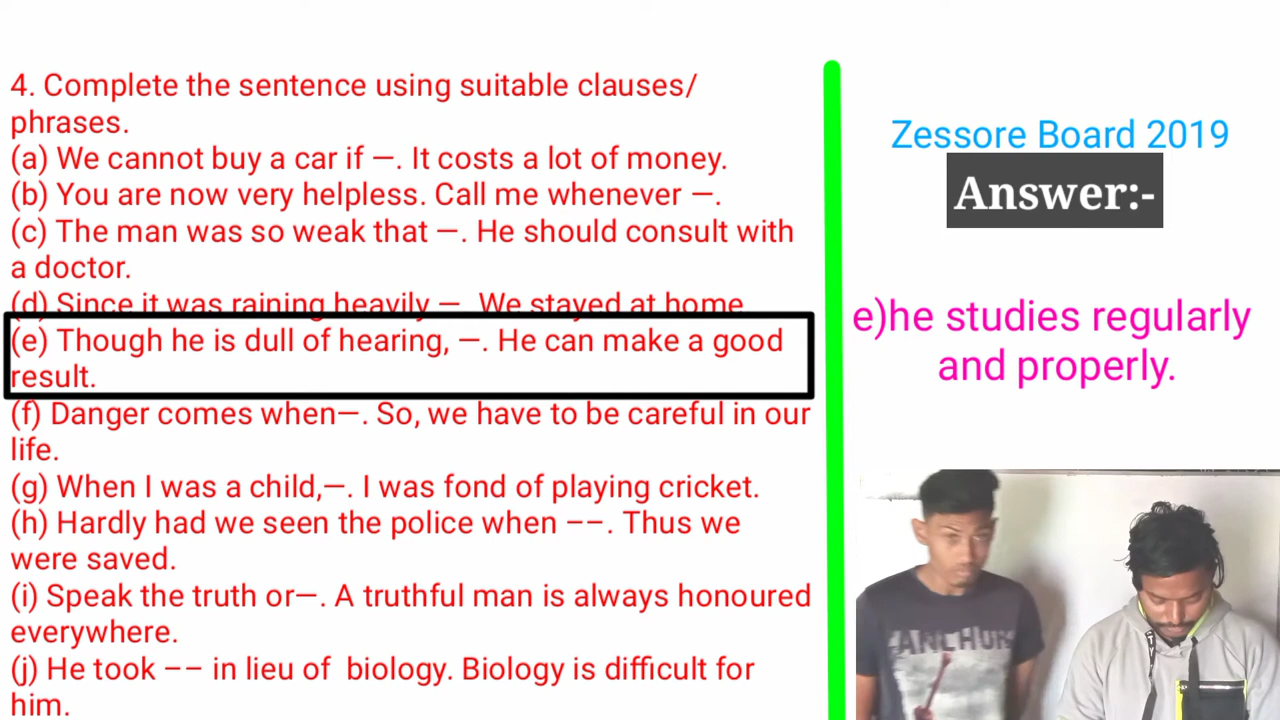 4. Complete the sentence using suitable clauses/
phrases.
(a) We cannot buy a car if —. It costs a lot of money.
(b) You are now very helpless. Call me whenever —.
(c) The man was so weak that —. He should consult with
a doctor.
(d) Since it was raining heavily — We stayed at home
(e) Though he is dull of hearing, —. He can make a good
result.
(f) Danger comes when—. So, we have to be careful in our
life.
(g) When I was a child,—. I was fond of playing cricket.
(h) Hardly had we seen the police when ––. Thus we
were saved.
(i) Speak the truth or—. A truthful man is always honoured
everywhere.
(j) He took –– in lieu of biology. Biology is difficult for
him.
Zessore Board 2019
Answer:-
e)he studies regularly
and properly.